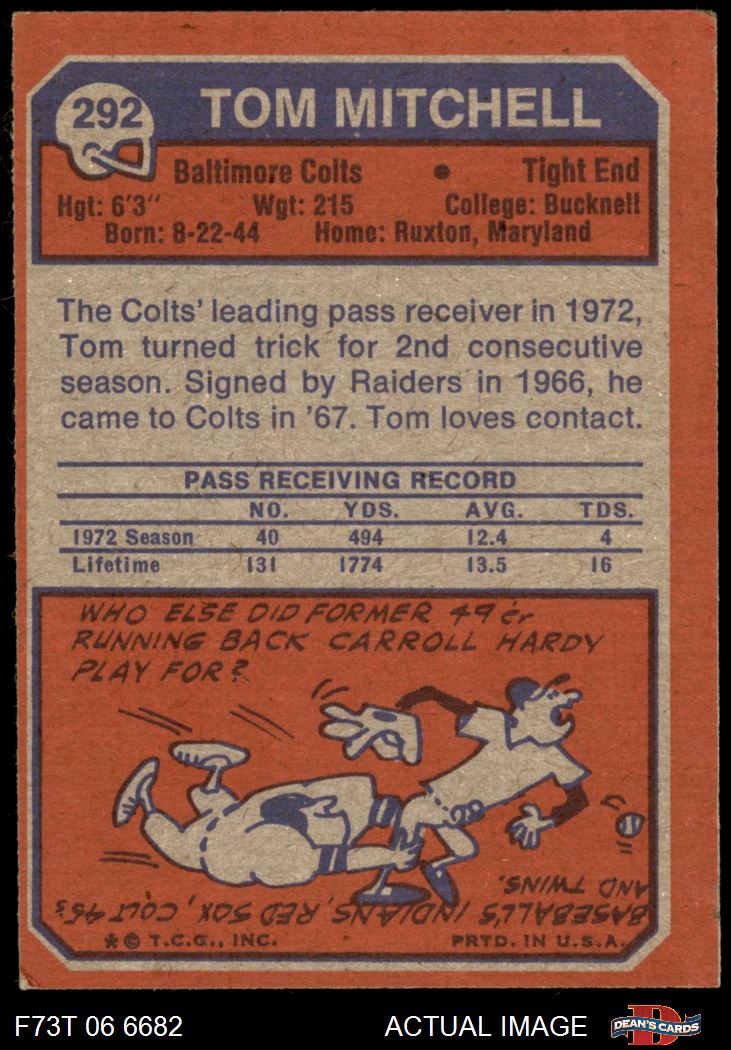 292
TOM MITCHELL
Baltimore Colts • Tight End
Hgt: 6'3" Wgt: 215 College: Bucknell
Born: 8-22-44 Home: Ruxton, Maryland
The Colts' leading pass receiver in 1972,
Tom turned trick for 2nd consecutive
season. Signed by Raiders in 1966, he
came to Colts in '67. Tom loves contact.
PASS RECEIVING RECORD
NO. YDS. AVG. TDS.
1972 Season 40 494 12.4 4
Lifetime 131 1774 13.5 16
WHO ELSE DID FORMER 49er
RUNNING BACK CARROLL HARDY
PLAY FOR?
BASEBALL'S INDIANS, RED SOX, COLT 45s
AND TWINS.
* © T.C.G., INC. PRTD. IN U.S.A.
F73T 06 6682 ACTUAL IMAGE
D
DEAN'S CARDS